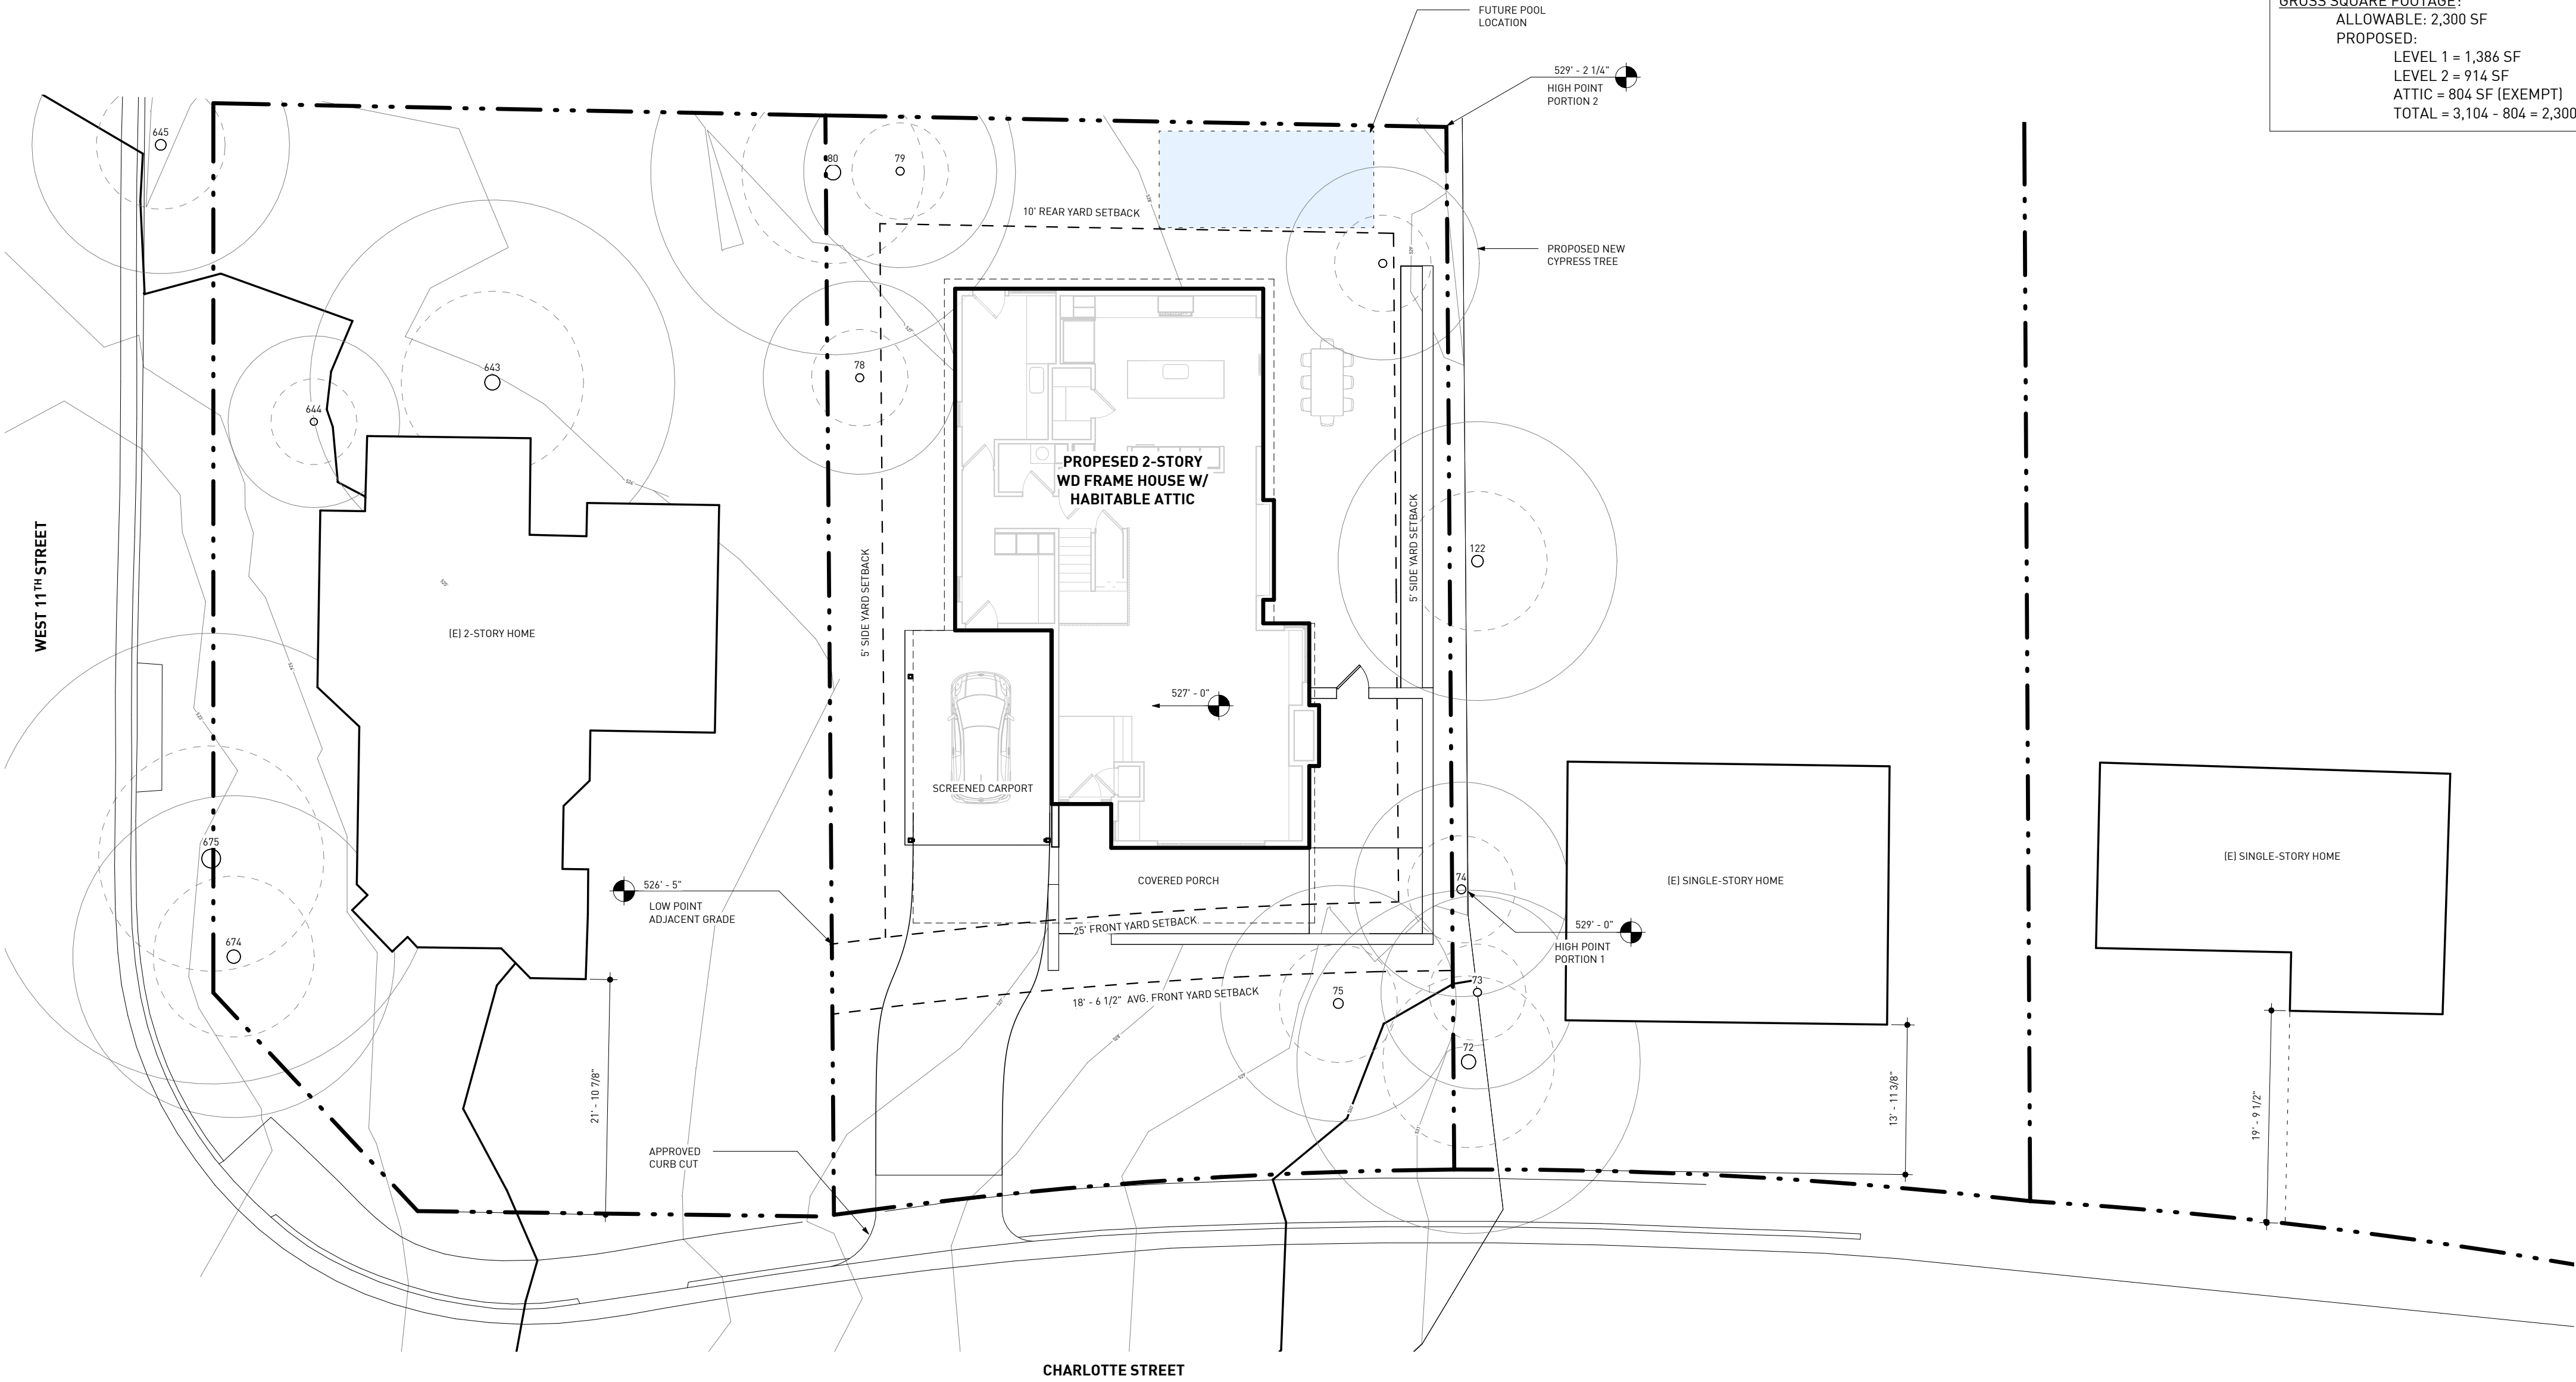 FUTURE POOL
LOCATION
GROSS SQUARE FOOTAGE:
ALLOWABLE: 2,300 SF
PROPOSED:
LEVEL 1 = 1,386 SF
LEVEL 2 = 914 SF
ATTIC = 804 SF (EXEMPT)
TOTAL = 3,104 - 804 = 2,300
529' - 2 1/4"
HIGH POINT
PORTION 2
645
80
79
10' REAR YARD SETBACK
PROPOSED NEW
CYPRESS TREE
643
78
644
PROPESED 2-STORY
WD FRAME HOUSE W/
HABITABLE ATTIC
WEST 11TH STREET
5' SIDE YARD SETBACK
5' SIDE YARD SETBACK
122
(E) 2-STORY HOME
527' - 0"
SCREENED CARPORT
675
COVERED PORCH
526' - 5"
LOW POINT
ADJACENT GRADE
74
(E) SINGLE-STORY HOME
(E) SINGLE-STORY HOME
25' FRONT YARD SETBACK
529' - 0"
HIGH POINT
PORTION 1
674
73
75
18' - 6 1/2" AVG. FRONT YARD SETBACK
72
21' - 10 7/8"
13' - 11 3/8"
19' - 9 1/2"
APPROVED
CURB CUT
CHARLOTTE STREET